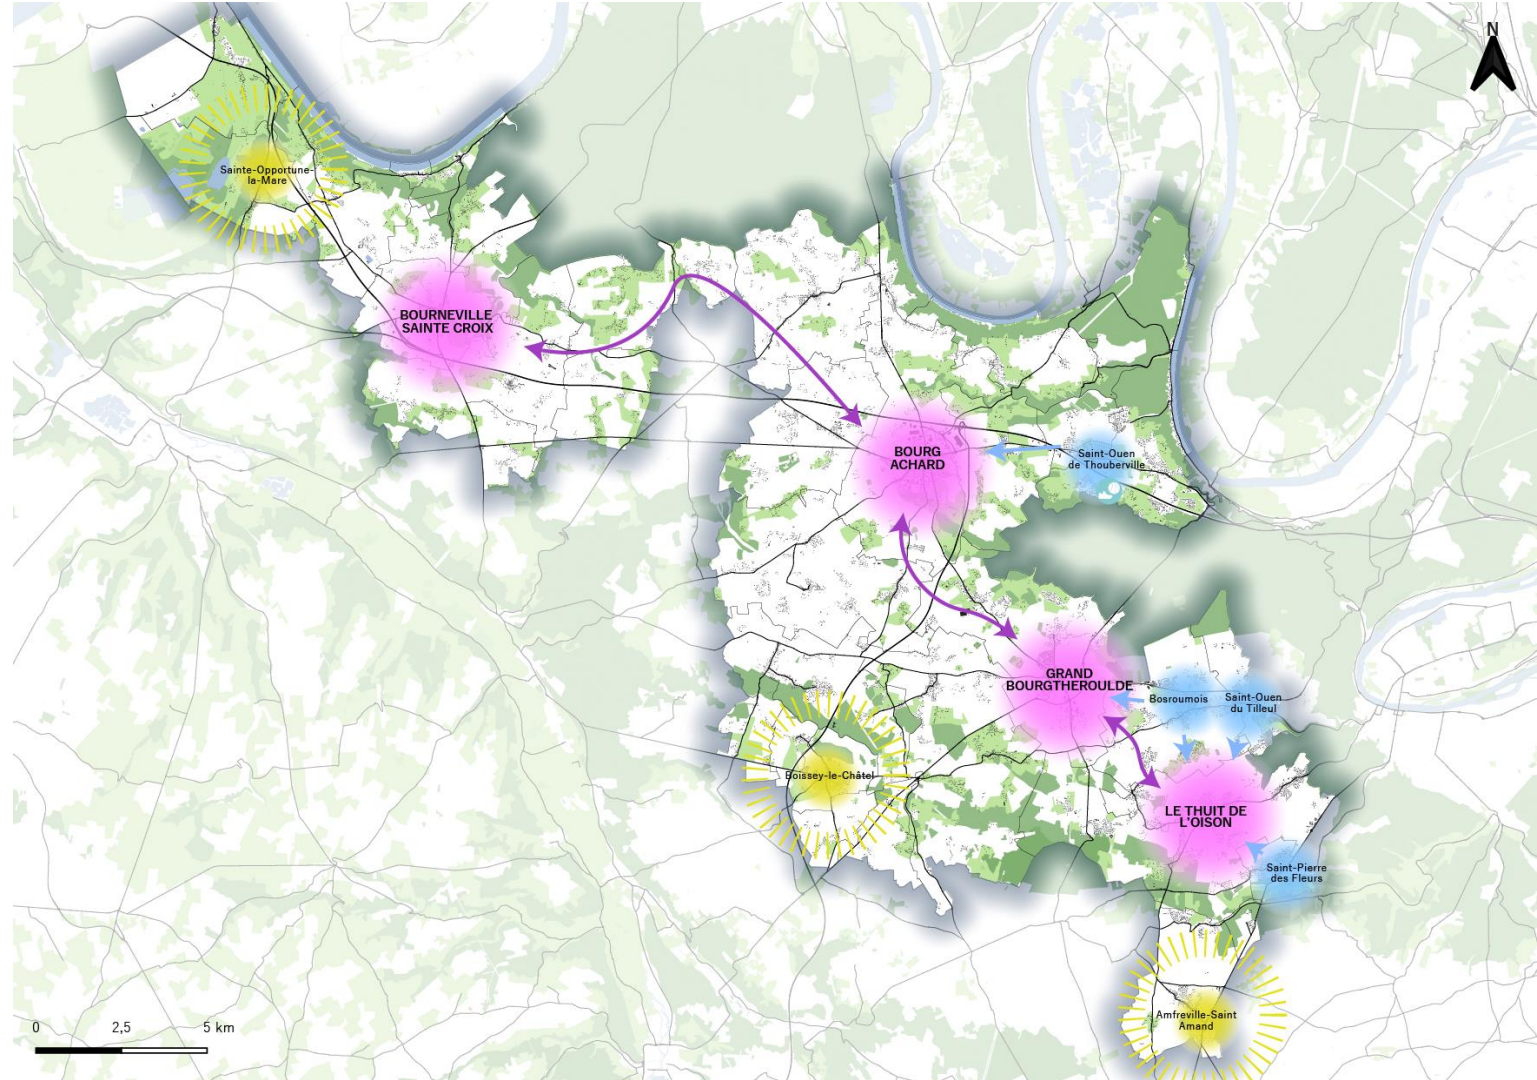 N
Sainte-Opportune-
la-Mare
BOURNEVILLE
SAINTE CROIX
BOURG
ACHARD
Saint-Ouen
de Thouberville
GRAND
BOURGTHEROULDE
Bosroumois
Saint-Ouen
du Tilleul
Boissey-le-Châtel
LE THUIT DE
L'OISON
Saint-Pierre
des Fleurs
Amfreville-Saint
Amand
0 2,5 5 km